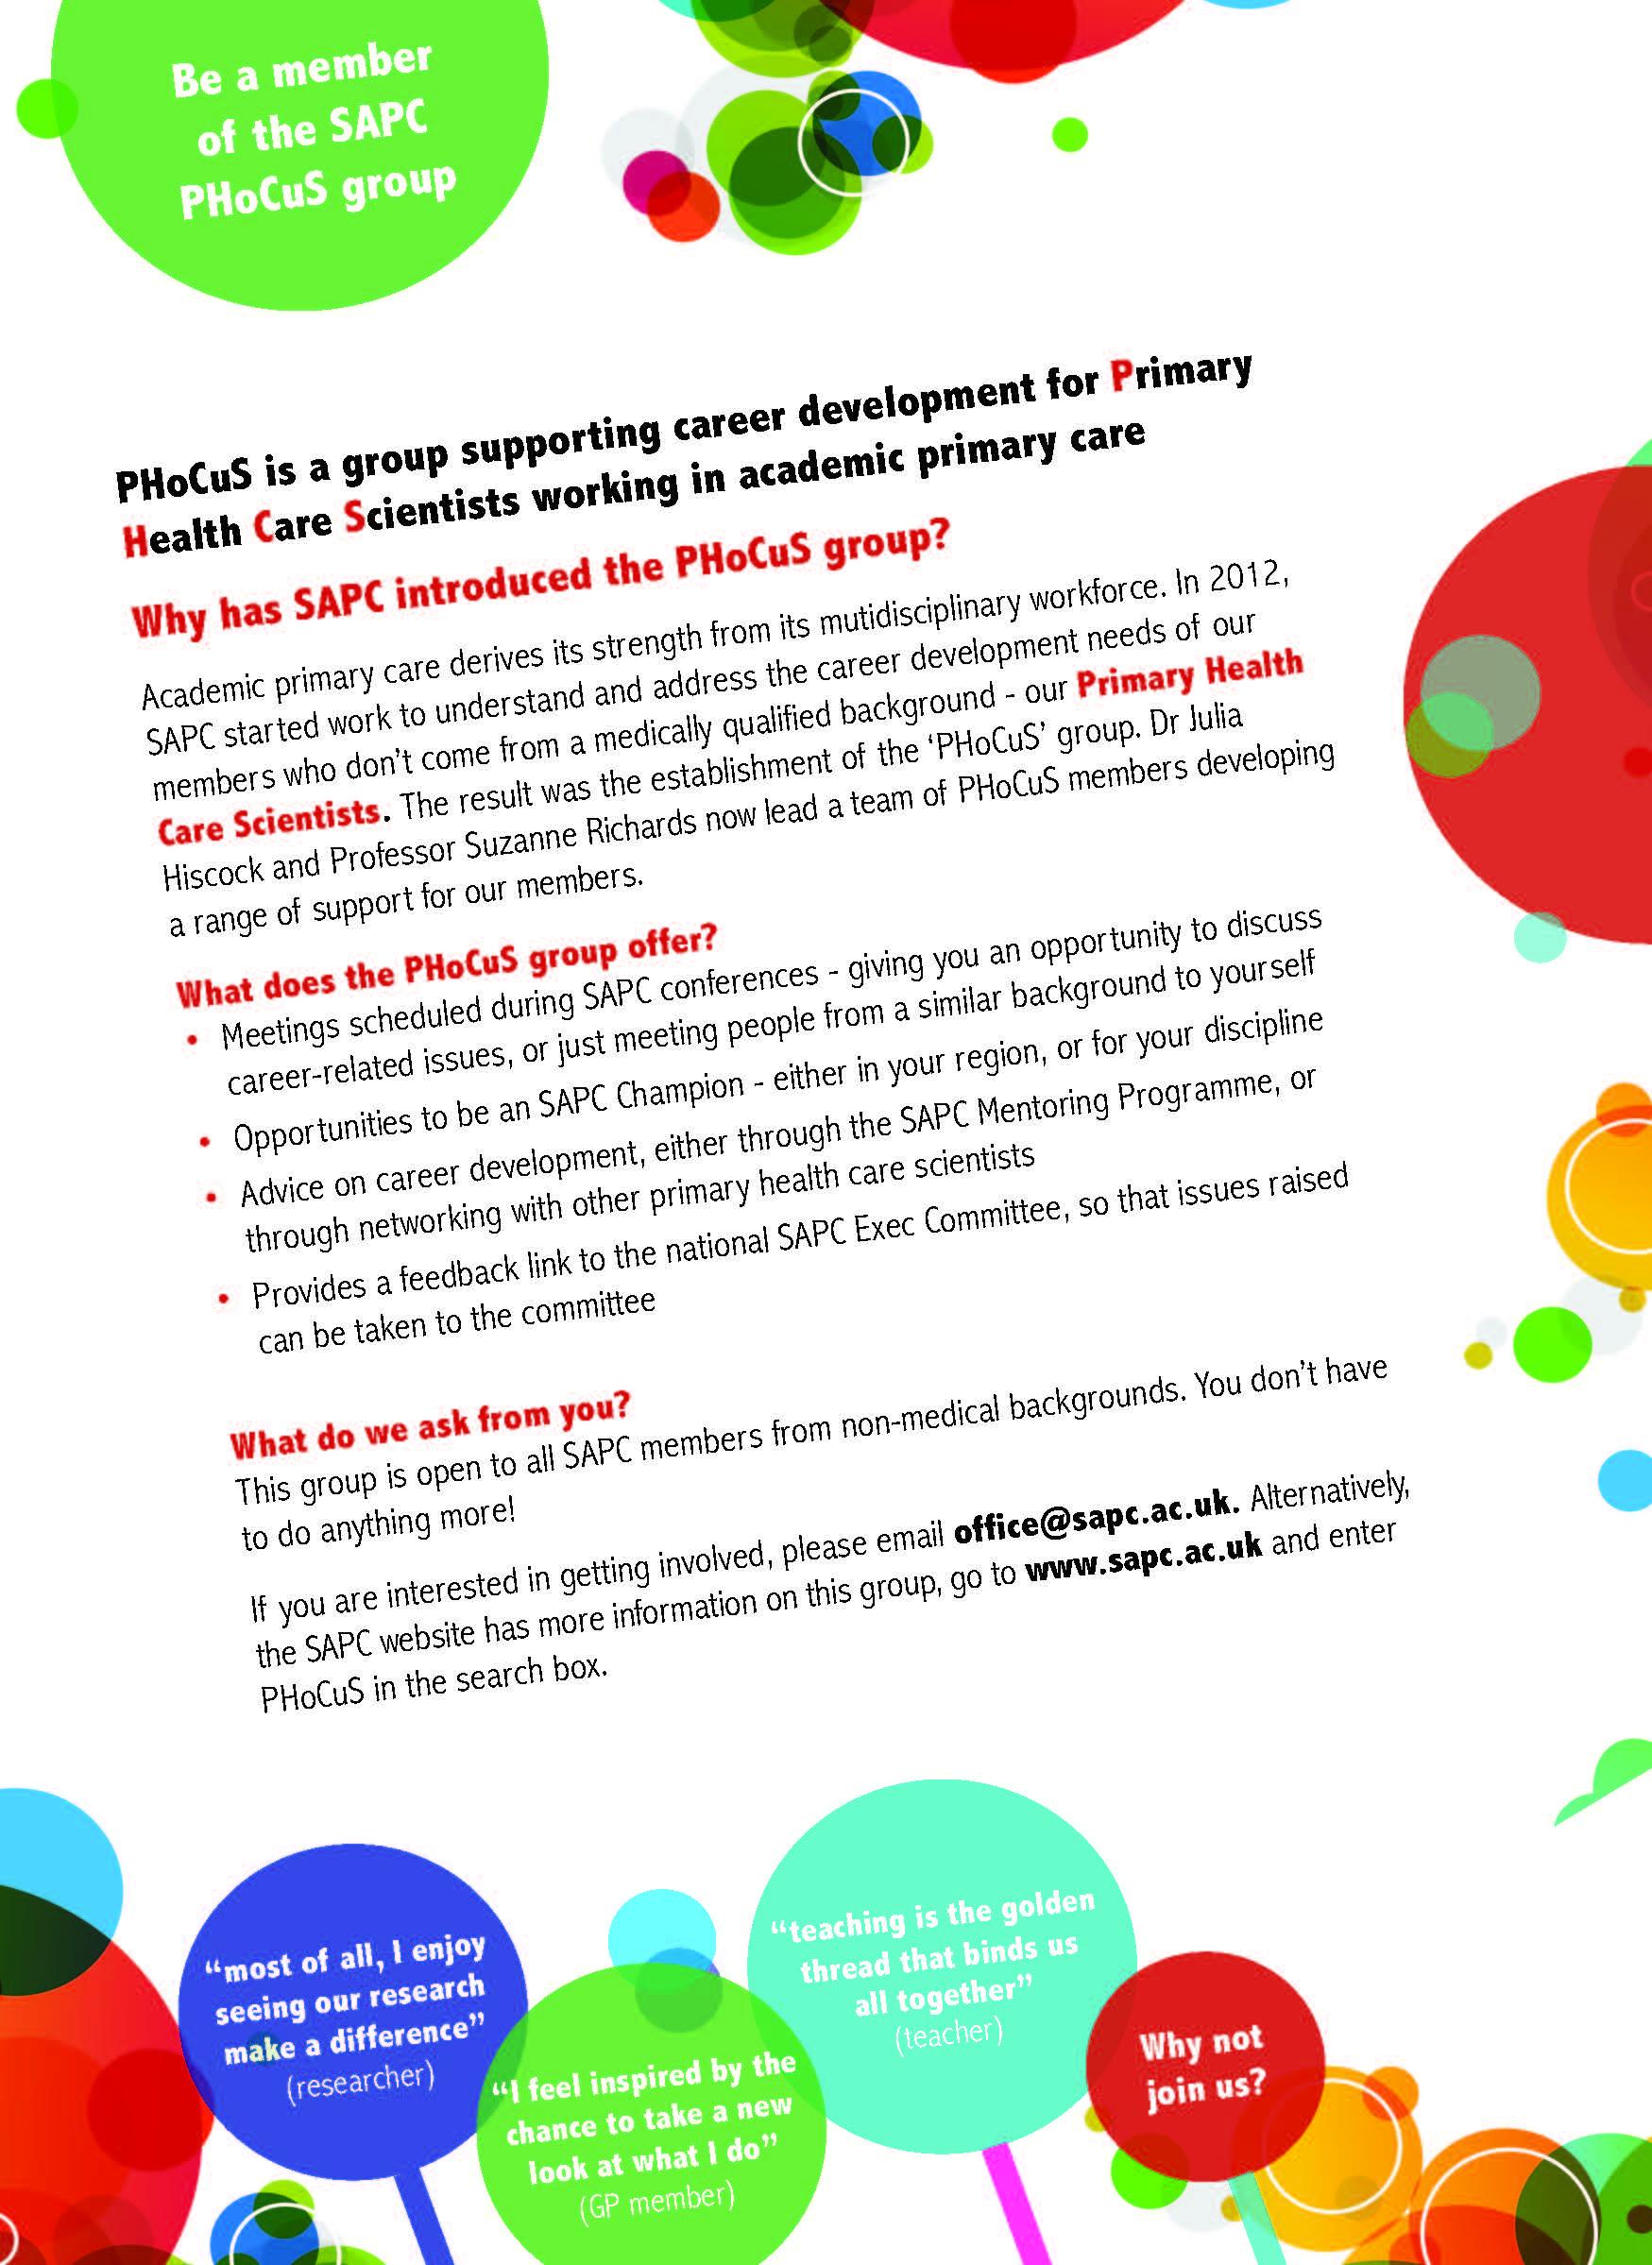 Be a member
of the SAPC
PHoCuS group
PHoCuS is a group supporting career development for Primary
Health Care Scientists working in academic primary care
Why has SAPC introduced the PHoCuS group?
Academic primary care derives its strength from its mutidisciplinary workforce. In 2012,
SAPC started work to understand and address the career development needs of our
members who don't come from a medically qualified background - our Primary Health
Care Scientists. The result was the establishment of the ‘PHoCuS’ group. Dr Julia
Hiscock and Professor Suzanne Richards now lead a team of PHoCuS members developing
a range of support for our members.
What does the PHoCuS group offer?
• Meetings scheduled during SAPC conferences - giving you an opportunity to discuss
career-related issues, or just meeting people from a similar background to yourself
• Opportunities to be an SAPC Champion - either in your region, or for your discipline
• Advice on career development, either through the SAPC Mentoring Programme, or
through networking with other primary health care scientists
• Provides a feedback link to the national SAPC Exec Committee, so that issues raised
can be taken to the committee
What do we ask from you?
This group is open to all SAPC members from non-medical backgrounds. You don't have
to do anything more!
If you are interested in getting involved, please email office@sapc.ac.uk. Alternatively,
the SAPC website has more information on this group, go to www.sapc.ac.uk and enter
PHoCuS in the search box.
“most of all, I enjoy
seeing our research
make a difference”
(researcher)
“I feel inspired by the
chance to take a new
look at what I do”
(GP member)
“teaching is the golden
thread that binds us
all together”
(teacher)
Why not
join us?